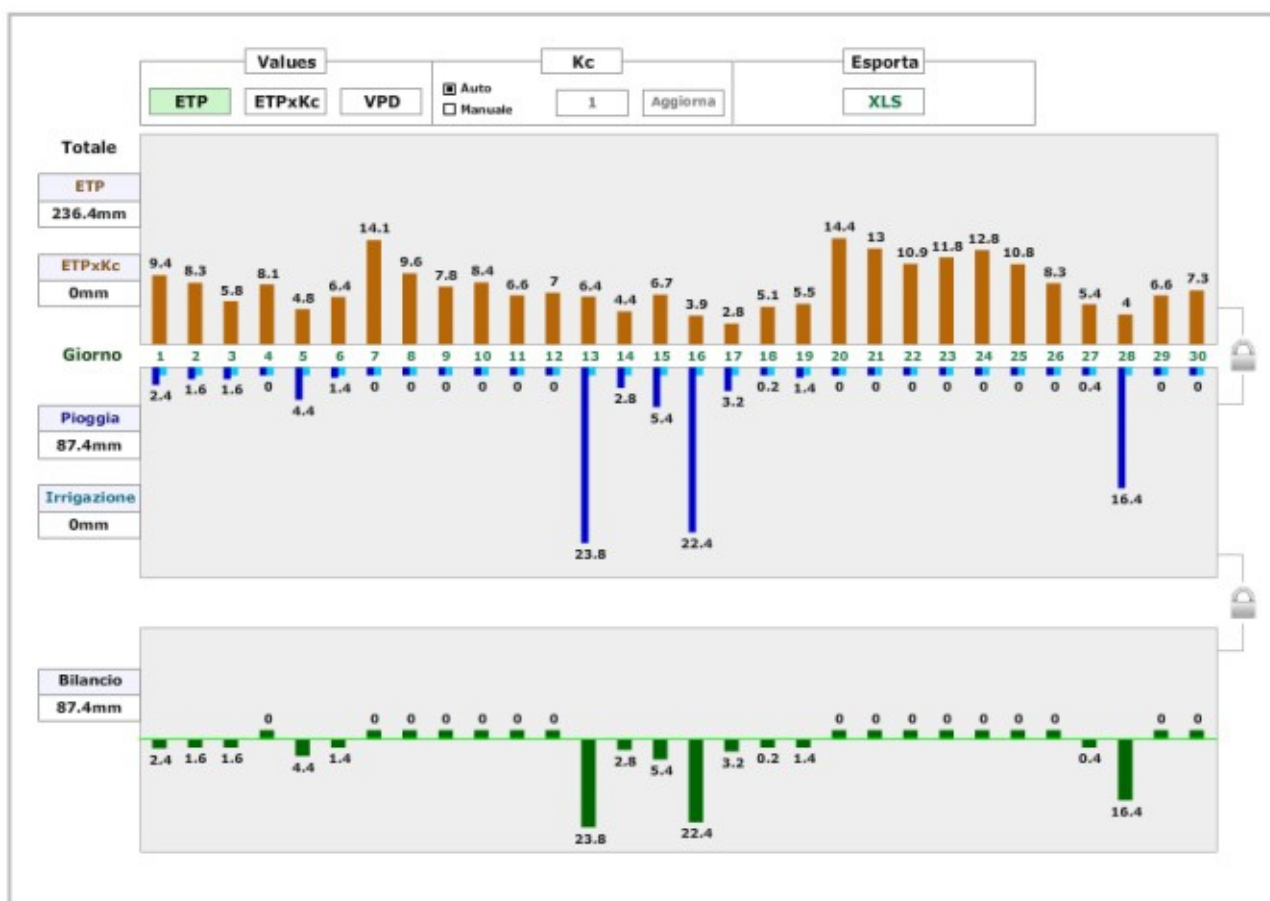 Values Kc Esporta
ETP ETPxKc VPD Auto Manuale 1 Aggiorna XLS
Totale
ETP
236.4mm
ETPxKc
0mm
9.4 8.3 5.8 8.1 4.8 6.4 14.1 9.6 7.8 8.4 6.6 7 6.4 4.4 6.7 3.9 2.8 5.1 5.5 14.4 13 10.9 11.8 12.8 10.8 8.3 5.4 4 6.6 7.3
Giorno 1 2 3 4 5 6 7 8 9 10 11 12 13 14 15 16 17 18 19 20 21 22 23 24 25 26 27 28 29 30
2.4 1.6 1.6 0 4.4 1.4 0 0 0 0 0 0 23.8 2.8 5.4 22.4 3.2 0.2 1.4 0 0 0 0 0 0 0 0.4 16.4 0 0
Pioggia
87.4mm
Irrigazione
0mm
Bilancio
87.4mm
2.4 1.6 1.6 0 4.4 1.4 0 0 0 0 0 0 23.8 2.8 5.4 22.4 3.2 0.2 1.4 0 0 0 0 0 0 0 0.4 16.4 0 0